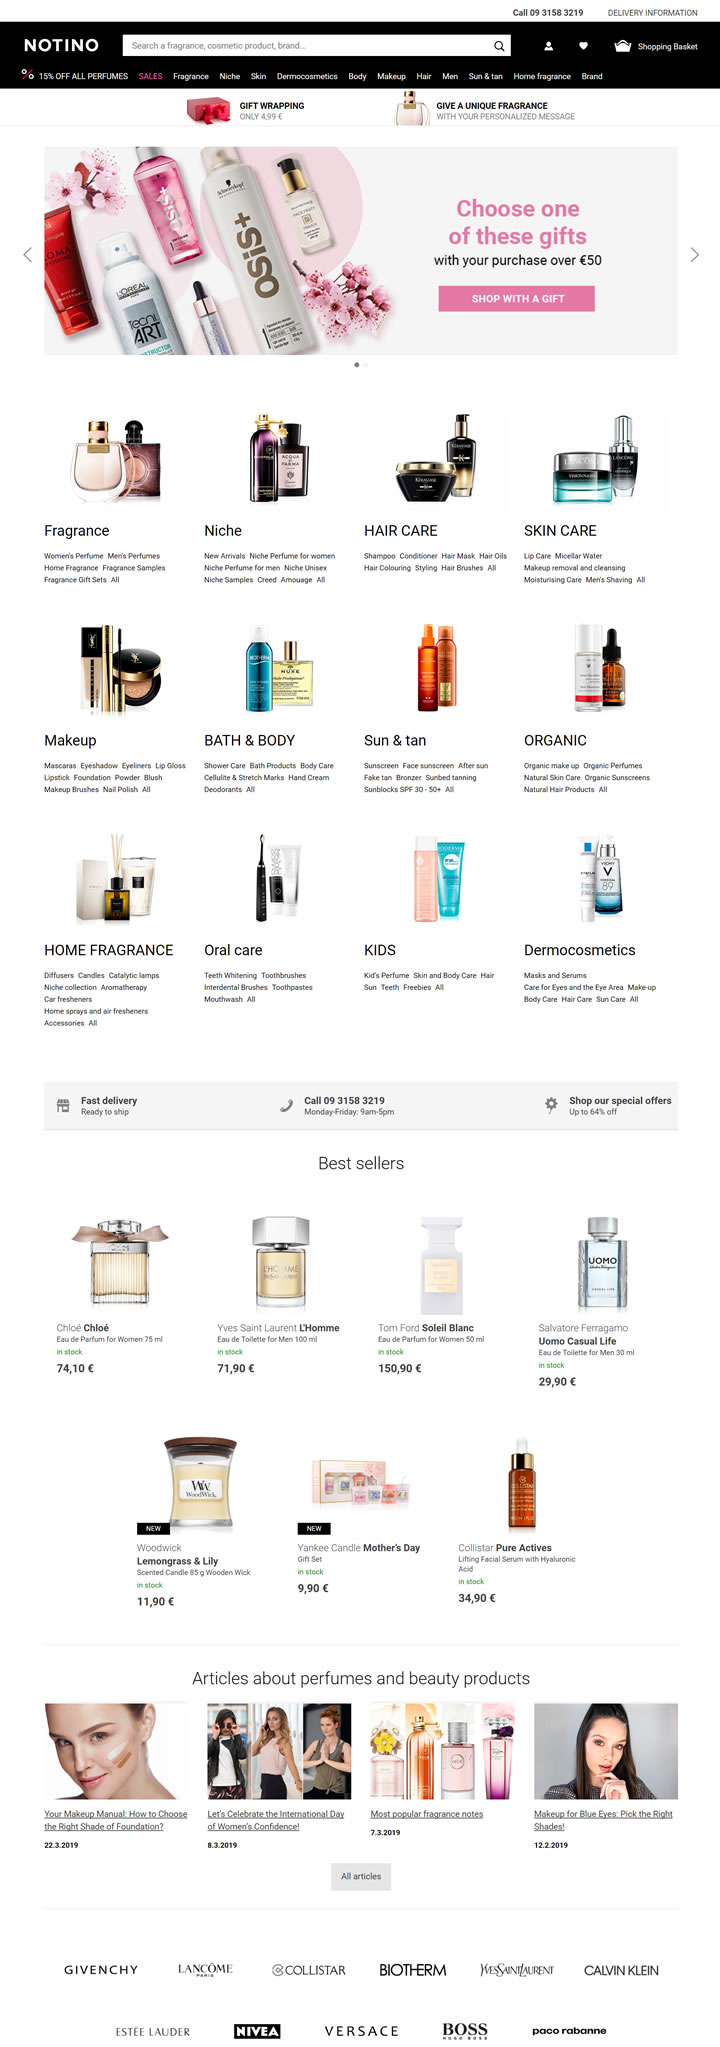 Call 09 3158 3219 DELIVERY INFORMATION
NOTINO Search a fragrance, cosmetic product, brand... Shopping Basket
15% OFF ALL PERFUMES SALES Fragrance Niche Skin Dermocosmetics Body Makeup Hair Men Sun & tan Home fragrance Brand
GIFT WRAPPING
ONLY 4,99 €
GIVE A UNIQUE FRAGRANCE
WITH YOUR PERSONALIZED MESSAGE
OSiS+
Schwarzkopf
OSiS+
L'ORÉAL
TECNI
ART
Choose one
of these gifts
with your purchase over €50
SHOP WITH A GIFT
Fragrance
Women's Perfume Men's Perfumes
Home Fragrance Fragrance Samples
Fragrance Gift Sets All
Niche
New Arrivals Niche Perfume for women
Niche Perfume for men Niche Unisex
Niche Samples Creed Amouage All
HAIR CARE
Shampoo Conditioner Hair Mask Hair Oils
Hair Colouring Styling Hair Brushes All
SKIN CARE
Lip Care Micellar Water
Makeup removal and cleansing
Moisturising Care Men's Shaving All
Makeup
Mascaras Eyeshadow Eyeliners Lip Gloss
Lipstick Foundation Powder Blush
Makeup Brushes Nail Polish All
BATH & BODY
Shower Care Bath Products Body Care
Cellulite & Stretch Marks Hand Cream
Deodorants All
Sun & tan
Sunscreen Face sunscreen After sun
Fake tan Bronzer Sunbed tanning
Sunblocks SPF 30 - 50+ All
ORGANIC
Organic make up Organic Perfumes
Natural Skin Care Organic Sunscreens
Natural Hair Products All
HOME FRAGRANCE
Diffusers Candles Catalytic lamps
Niche collection Aromatherapy
Car fresheners
Home sprays and air fresheners
Accessories All
Oral care
Teeth Whitening Toothbrushes
Interdental Brushes Toothpastes
Mouthwash All
KIDS
Kid's Perfume Skin and Body Care Hair
Sun Teeth Freebies All
Dermocosmetics
Masks and Serums
Care for Eyes and the Eye Area Make-up
Body Care Hair Care Sun Care All
Fast delivery
Ready to ship
Call 09 3158 3219
Monday-Friday: 9am-5pm
Shop our special offers
Up to 64% off
Best sellers
Chloé Chloé
Eau de Parfum for Women 75 ml
in stock
74,10 €
Yves Saint Laurent L'Homme
Eau de Toilette for Men 100 ml
in stock
71,90 €
Tom Ford Soleil Blanc
Eau de Parfum for Women 50 ml
in stock
150,90 €
UOMO
Salvatore Ferragamo
Uomo Casual Life
Eau de Toilette for Men 30 ml
in stock
29,90 €
WW
WoodWick
NEW
Woodwick
Lemongrass & Lily
Scented Candle 85 g Wooden Wick
in stock
11,90 €
NEW
Yankee Candle Mother's Day
Gift Set
in stock
9,90 €
COLLISTAR
Collistar Pure Actives
Lifting Facial Serum with Hyaluronic
Acid
in stock
34,90 €
Articles about perfumes and beauty products
Your Makeup Manual: How to Choose
the Right Shade of Foundation?
22.3.2019
Let's Celebrate the International Day
of Women's Confidence!
8.3.2019
Most popular fragrance notes
7.3.2019
Makeup for Blue Eyes: Pick the Right
Shades!
12.2.2019
All articles
GIVENCHY LANCÔME PARIS COLLISTAR BIOTHERM YVESSAINTLAURENT CALVIN KLEIN
ESTĒE LAUDER NIVEA VERSACE BOSS HUGO BOSS paco rabanne